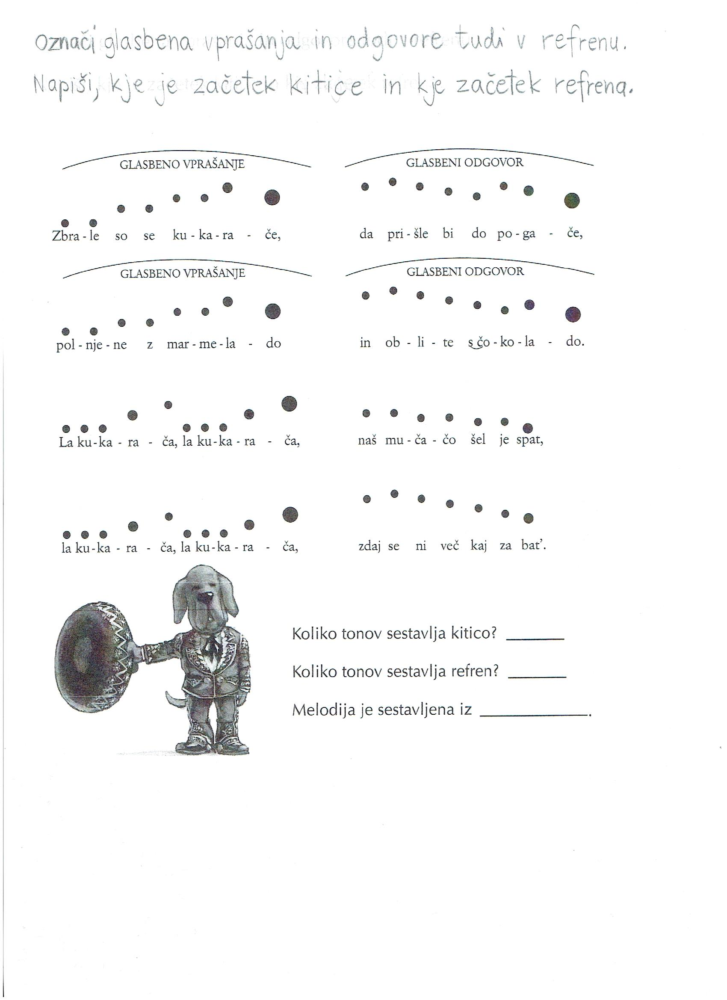 Označi glasbena vprašanja in odgovore tudi v refrenu.
Napiši, kje je začetek kitice in kje začetek refrena.
GLASBENO VPRAŠANJE GLASBENI ODGOVOR
Zbra - le so se ku - ka - ra - če, da pri - šle bi do po - ga - če,
GLASBENO VPRAŠANJE GLASBENI ODGOVOR
pol - nje - ne z mar - me - la - do in ob - li - te s čo - ko - la - do.
La ku - ka - ra - ča, la ku - ka - ra - ča, naš mu - ča - čo šel je spat,
la ku - ka - ra - ča, la ku - ka - ra - ča, zdaj se ni več kaj za bat’.
Koliko tonov sestavlja kitico? ________
Koliko tonov sestavlja refren? ________
Melodija je sestavljena iz _______________.